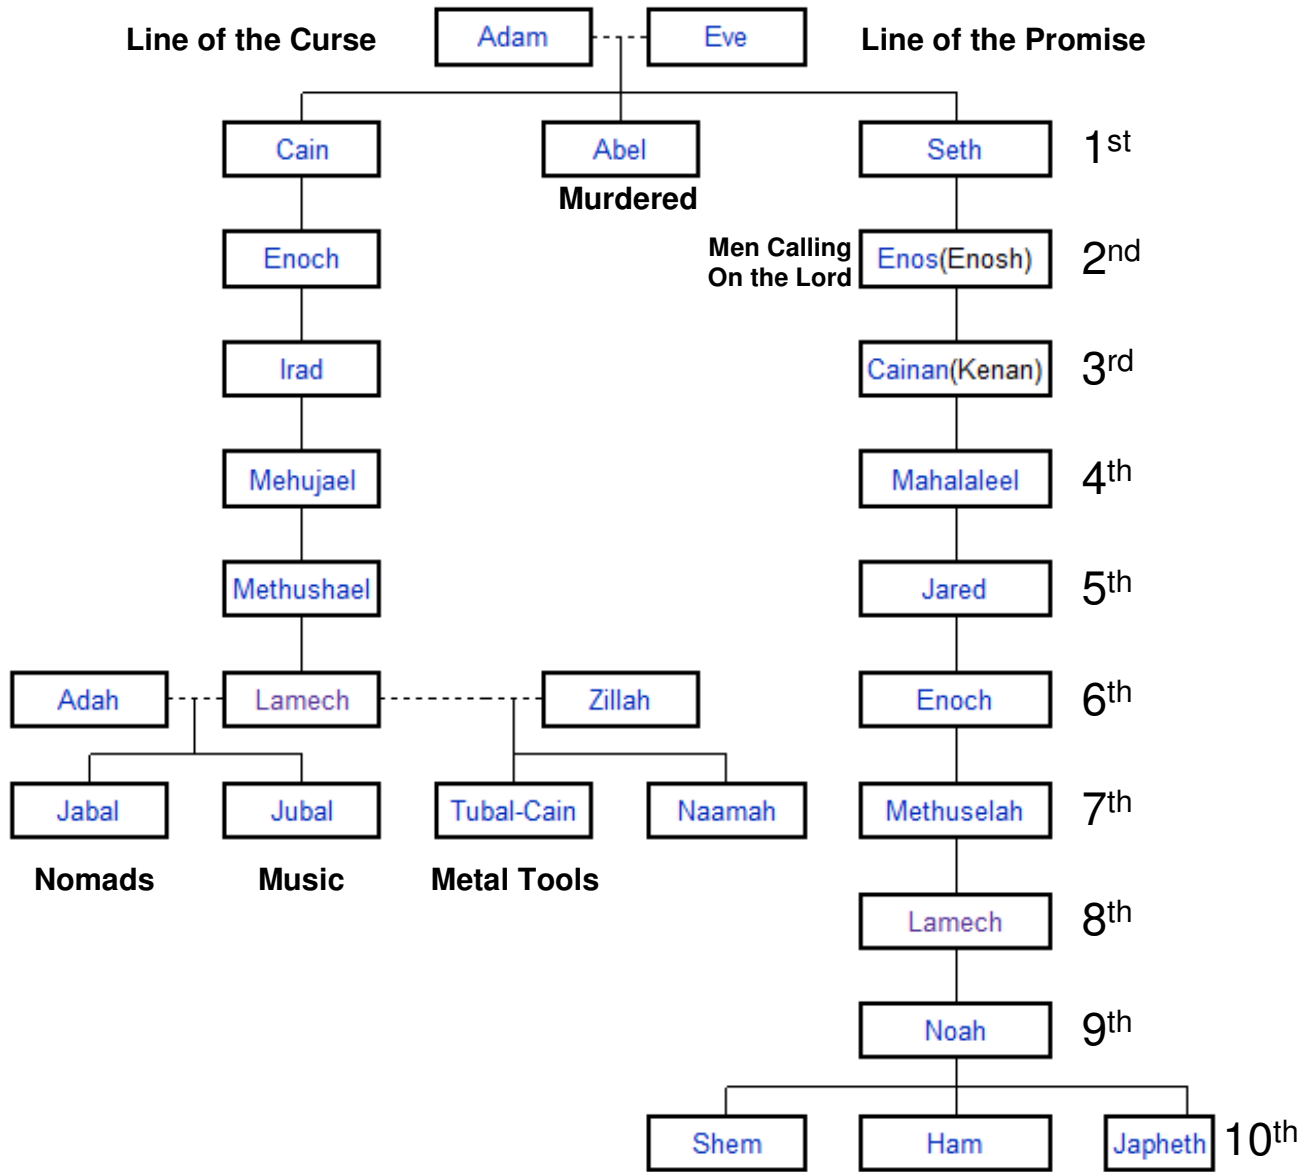 Line of the Curse
Adam
Eve
Line of the Promise
Cain
Abel
Seth
1st
Murdered
Enoch
Men Calling
On the Lord
Enos(Enosh)
2nd
Irad
Cainan(Kenan)
3rd
Mehujael
Mahalaleel
4th
Methushael
Jared
5th
Adah
Lamech
Zillah
Enoch
6th
Jabal
Jubal
Tubal-Cain
Naamah
Methuselah
7th
Nomads
Music
Metal Tools
Lamech
8th
Noah
9th
Shem
Ham
Japheth
10th